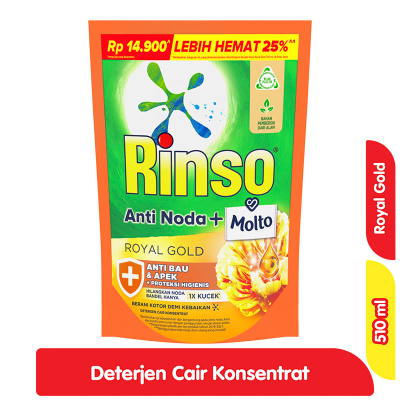 Rp 14.900*
LEBIH HEMAT 25%^^
BAHAN
PEMBERSIH
DARI ALAM
Rinso
Anti Noda +
Molto
ROYAL GOLD
ANTI BAU
& APEK
+ PROTEKSI HIGIENIS
HILANGKAN NODA
BANDEL HANYA
1X KUCEK
BERANI KOTOR DEMI KEBAIKAN
DETERJEN CAIR KONSENTRAT
Royal Gold
510 ml
Deterjen Cair Konsentrat